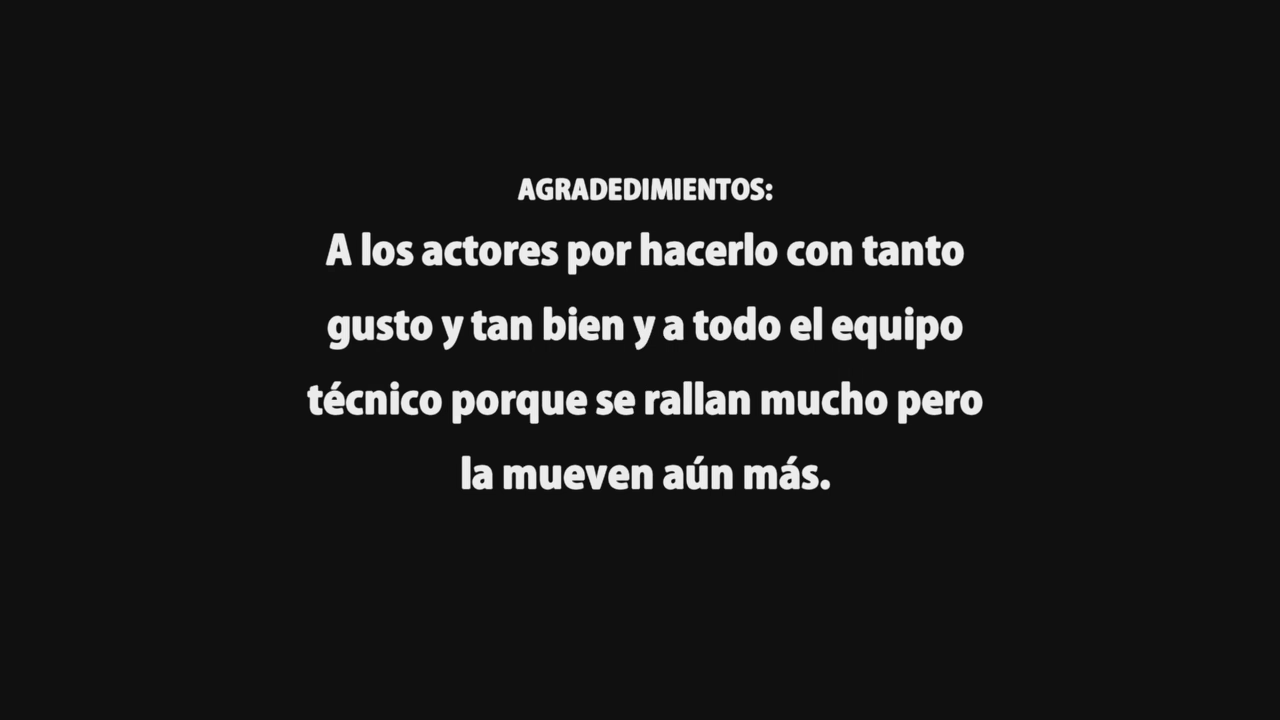 AGRADEDIMIENTOS:
A los actores por hacerlo con tanto
gusto y tan bien y a todo el equipo
técnico porque se rallan mucho pero
la mueven aún más.